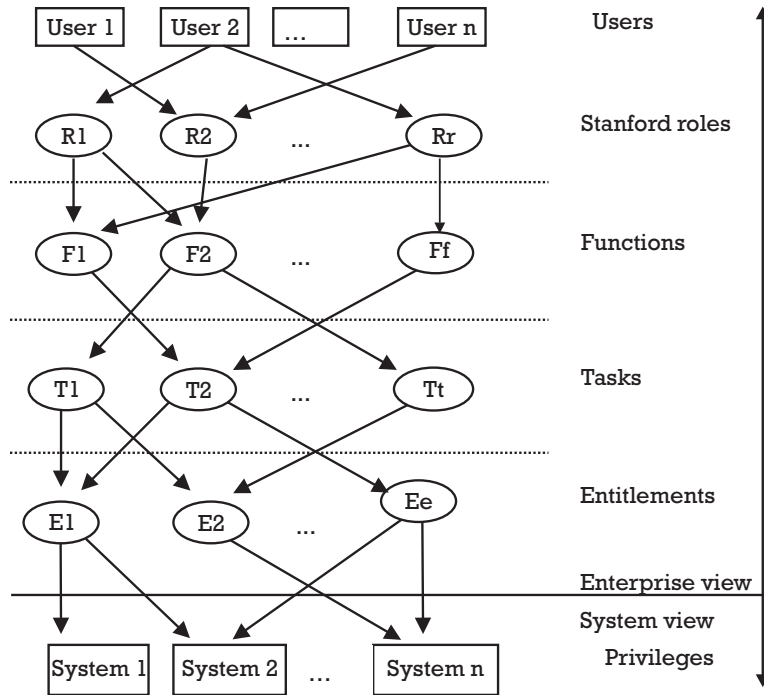 User 1 User 2 ... User n Users
R1 R2 ... Rr Stanford roles
F1 F2 ... Ff Functions
T1 T2 ... Tt Tasks
E1 E2 ... Ee Entitlements
Enterprise view
System view
Privileges
System 1 System 2 ... System n